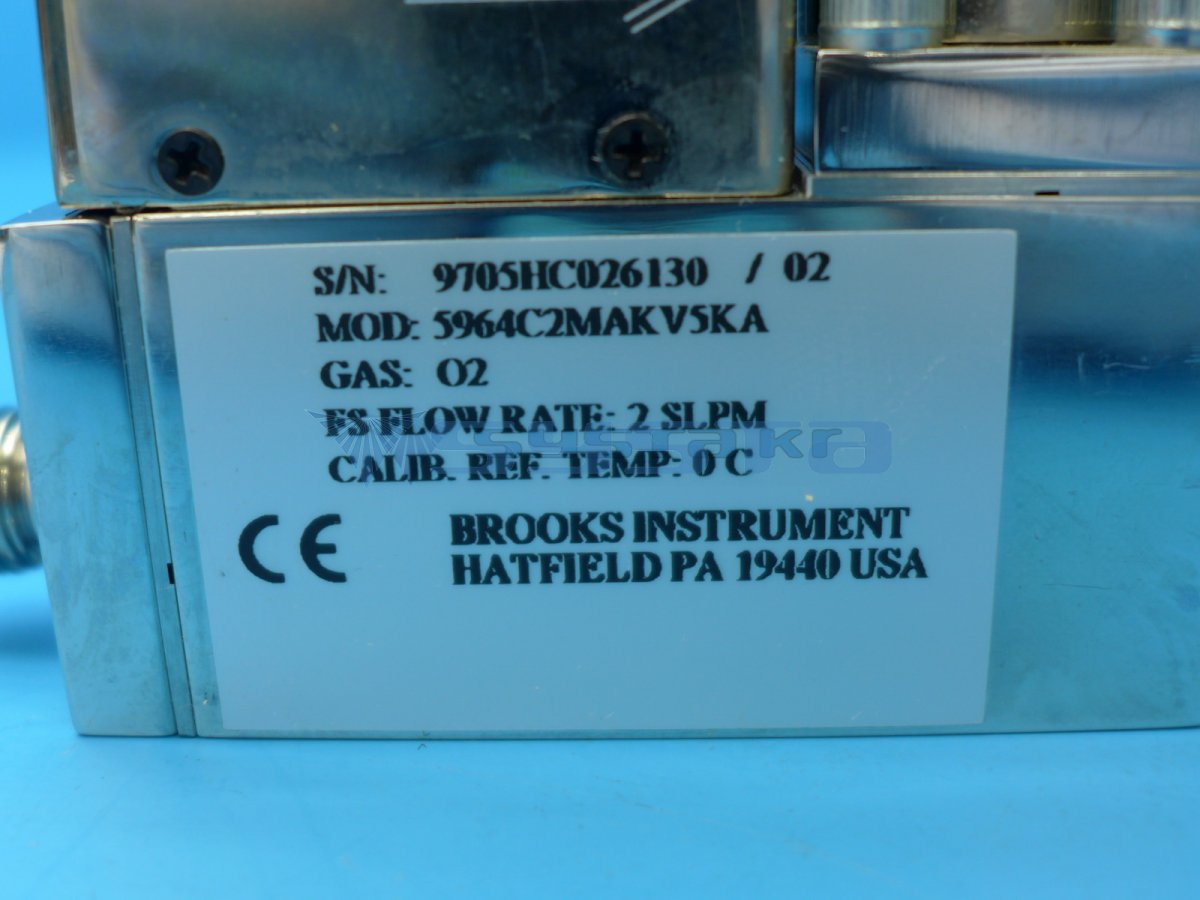 S/N: 9705HC026130 / 02
MOD: 5964C2MAKV5KA
GAS: O2
FS FLOW RATE: 2 SLPM
systakra
CALIB. REF. TEMP: 0 C
CE
BROOKS INSTRUMENT
HATFIELD PA 19440 USA